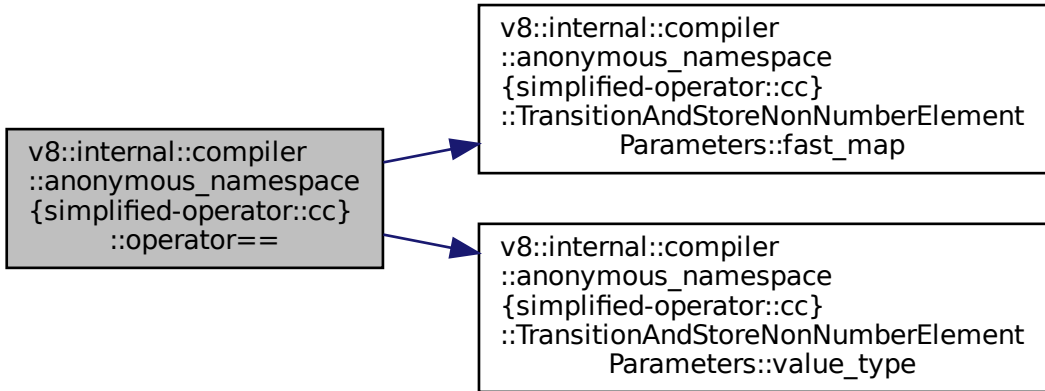 v8::internal::compiler
::anonymous_namespace
{simplified-operator::cc}
::operator==
v8::internal::compiler
::anonymous_namespace
{simplified-operator::cc}
::TransitionAndStoreNonNumberElement
Parameters::fast_map
v8::internal::compiler
::anonymous_namespace
{simplified-operator::cc}
::TransitionAndStoreNonNumberElement
Parameters::value_type